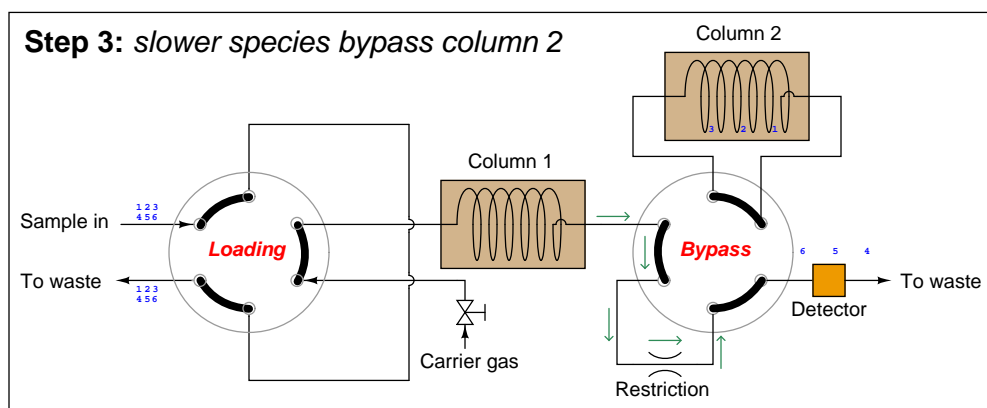 Step 3: slower species bypass column 2
Column 2
3 2 1
Column 1
Sample in
1 2 3
4 5 6
Loading
Bypass
6 5 4
To waste
1 2 3
4 5 6
To waste
Detector
Carrier gas
Restriction